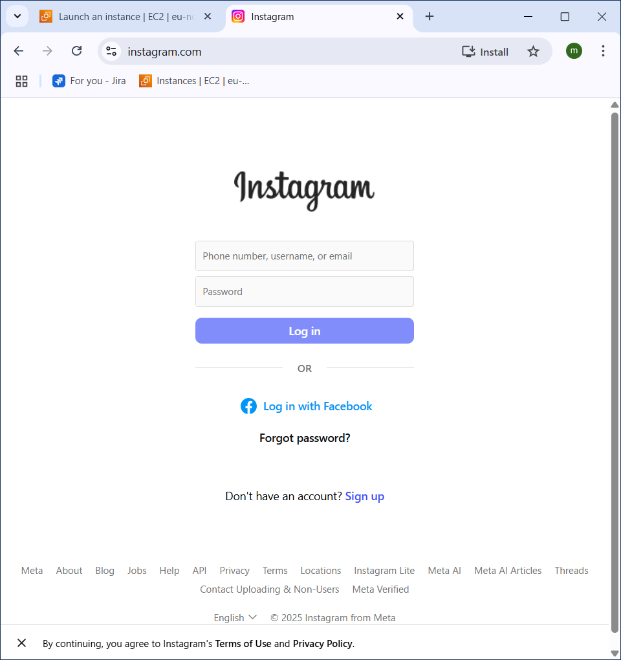 Launch an instance | EC2 | eu-n
Instagram
instagram.com
Install
m
For you - Jira
Instances | EC2 | eu-...
Instagram
Phone number, username, or email
Password
Log in
OR
Log in with Facebook
Forgot password?
Don't have an account? Sign up
Meta About Blog Jobs Help API Privacy Terms Locations Instagram Lite Meta AI Meta AI Articles Threads
Contact Uploading & Non-Users Meta Verified
English © 2025 Instagram from Meta
By continuing, you agree to Instagram's Terms of Use and Privacy Policy.